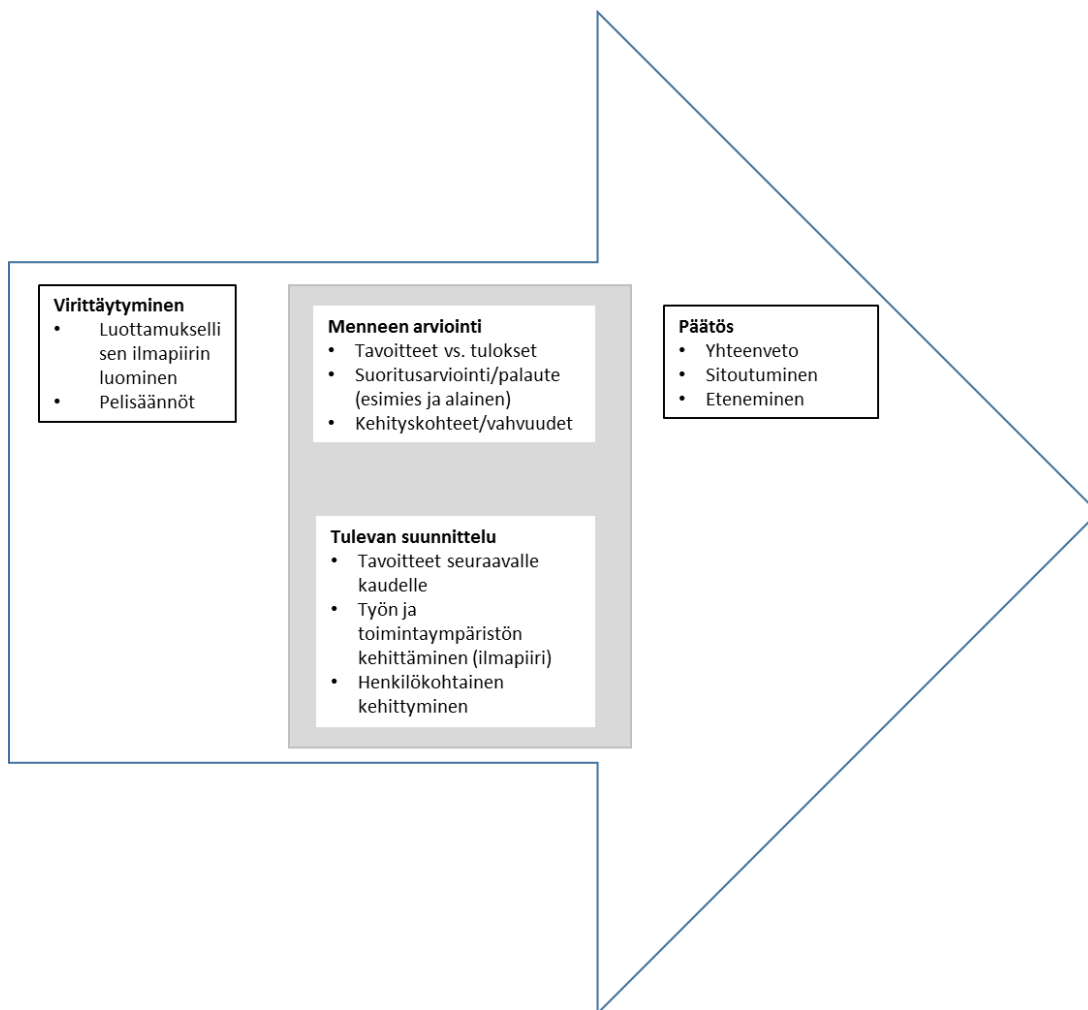 Virittäytyminen
• Luottamukselli
sen ilmapiirin
luominen
• Pelisäännöt
Menneen arviointi
• Tavoitteet vs. tulokset
• Suoritusarviointi/palaute
(esimies ja alainen)
• Kehityskohteet/vahvuudet
Tulevan suunnittelu
• Tavoitteet seuraavalle
kaudelle
• Työn ja
toimintaympäristön
kehittäminen (ilmapiiri)
• Henkilökohtainen
kehittyminen
Päätös
• Yhteenveto
• Sitoutuminen
• Eteneminen